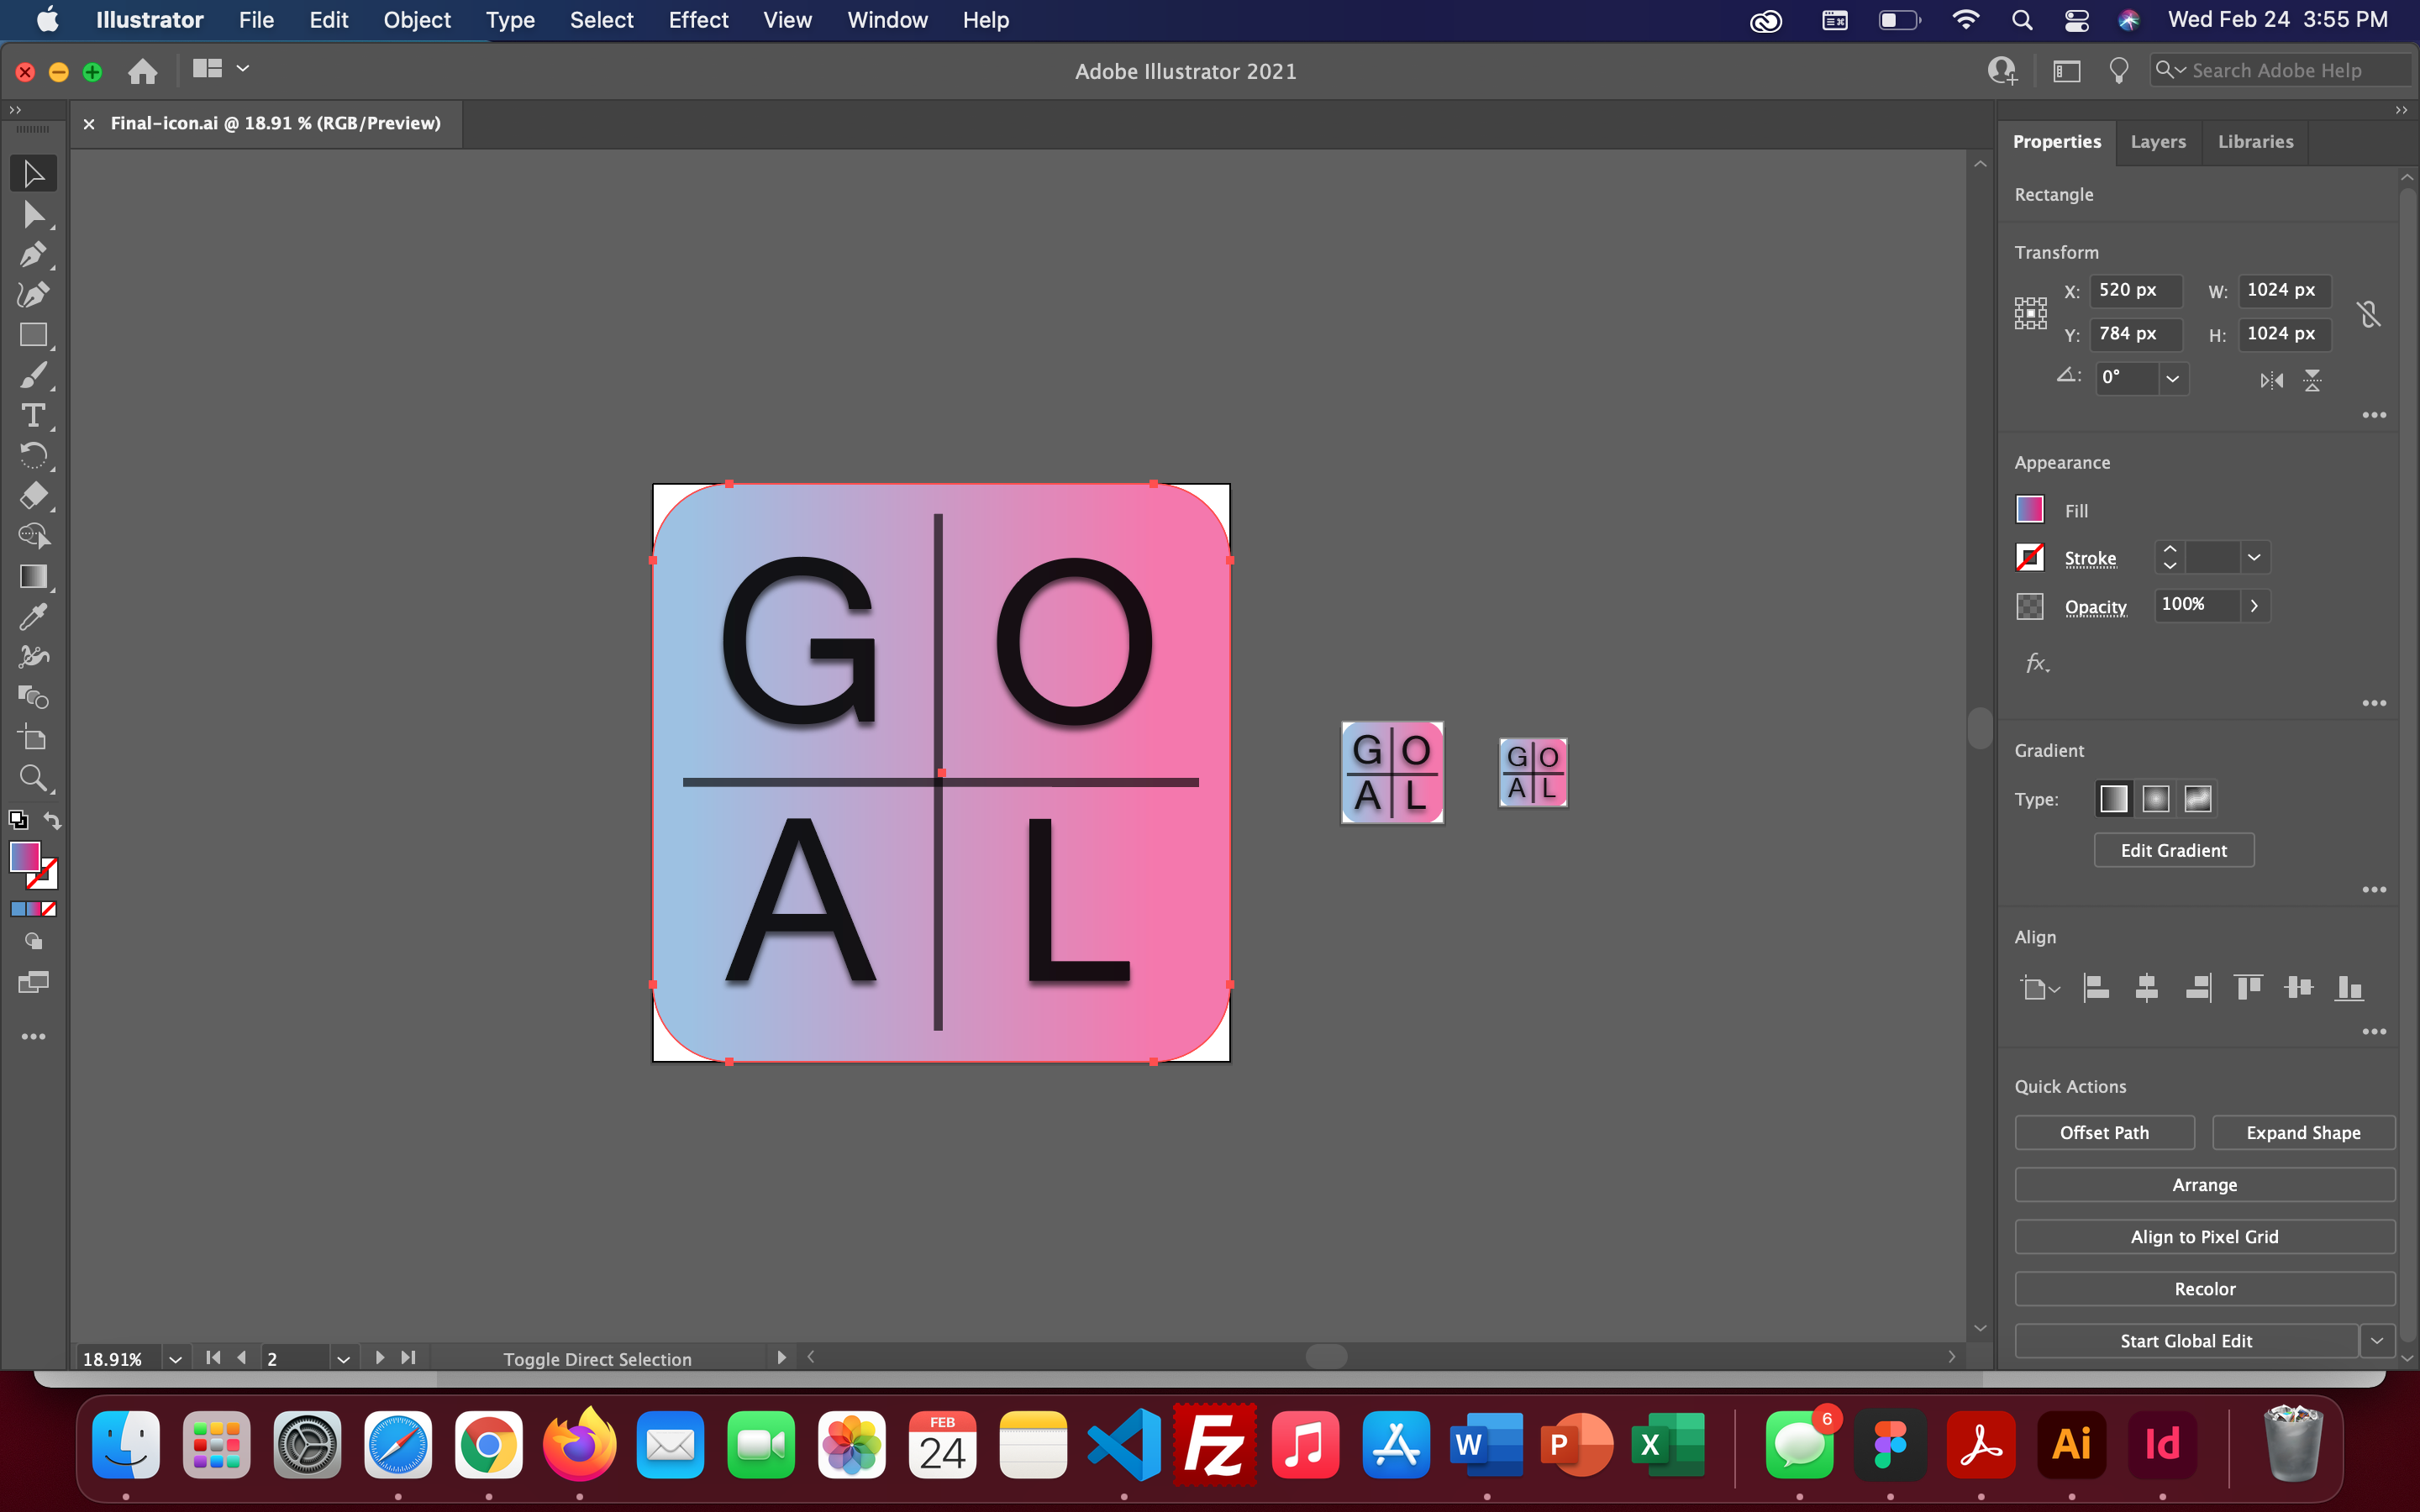 Illustrator File Edit Object Type Select Effect View Window Help
Wed Feb 24 3:55 PM
Adobe Illustrator 2021
Search Adobe Help
× Final-icon.ai @ 18.91 % (RGB/Preview)
Properties Layers Libraries
Rectangle
Transform
X: 520 px W: 1024 px
Y: 784 px H: 1024 px
0°
Appearance
Fill
Stroke
Opacity 100%
fx.
Gradient
Type:
Edit Gradient
Align
Quick Actions
Offset Path Expand Shape
Arrange
Align to Pixel Grid
Recolor
Start Global Edit
G O
A L
G O
A L
G O
A L
18.91% 2 Toggle Direct Selection
FEB
24
Fz
W
P
X
6
Ai
Id